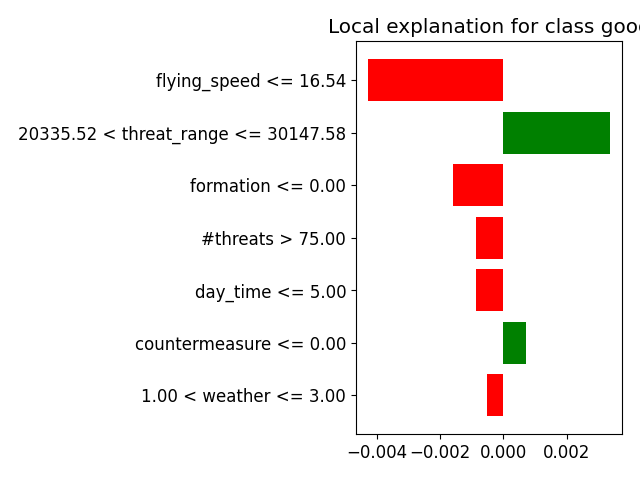 Local explanation for class goo
flying_speed <= 16.54
20335.52 < threat_range <= 30147.58
formation <= 0.00
#threats > 75.00
day_time <= 5.00
countermeasure <= 0.00
1.00 < weather <= 3.00
−0.004 −0.002 0.000 0.002